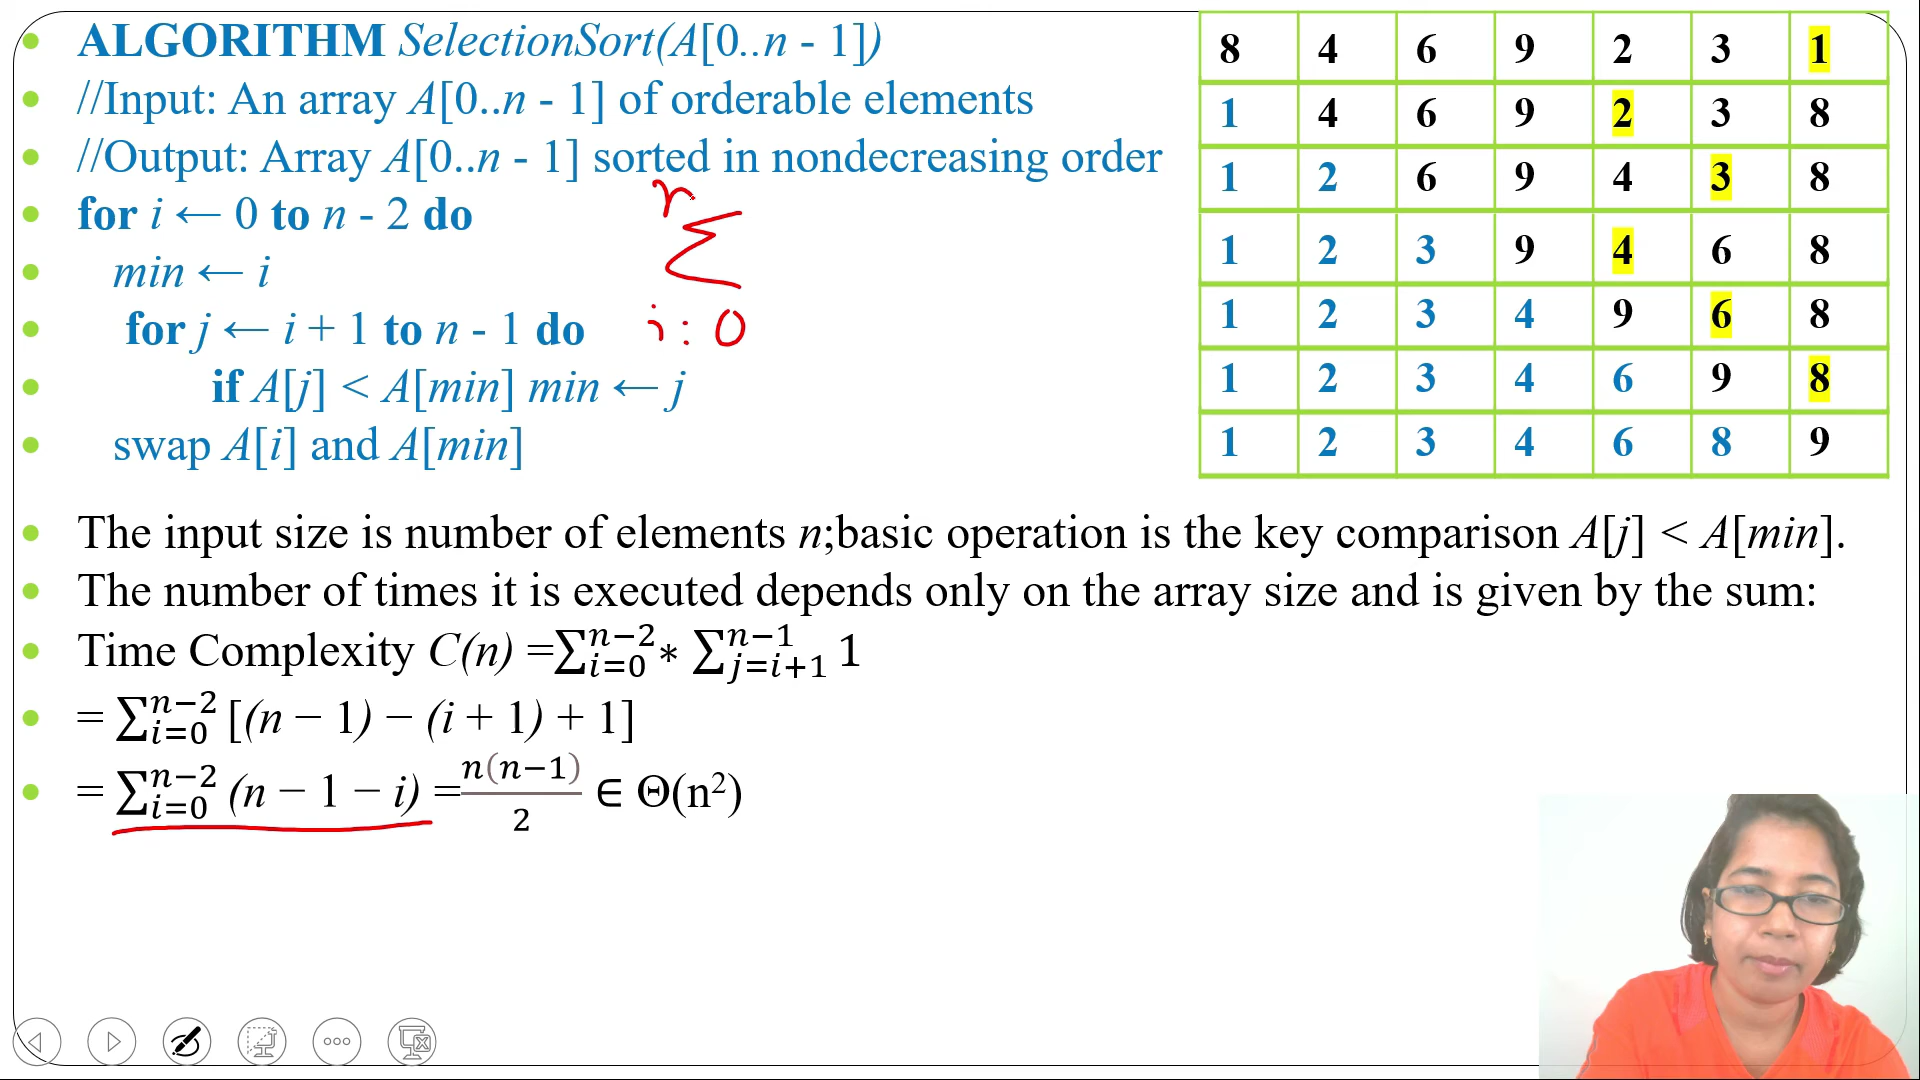 ALGORITHM SelectionSort(A[0..n - 1])
//Input: An array A[0..n - 1] of orderable elements
//Output: Array A[0..n - 1] sorted in nondecreasing order
for i ← 0 to n - 2 do
min ← i
for j ← i + 1 to n - 1 do
if A[j] < A[min] min ← j
swap A[i] and A[min]
n
Σ
i : 0
8 4 6 9 2 3 1
1 4 6 9 2 3 8
1 2 6 9 4 3 8
1 2 3 9 4 6 8
1 2 3 4 9 6 8
1 2 3 4 6 9 8
1 2 3 4 6 8 9
The input size is number of elements n;basic operation is the key comparison A[j] < A[min].
The number of times it is executed depends only on the array size and is given by the sum:
Time Complexity C(n) =∑_{i=0}^{n−2} * ∑_{j=i+1}^{n−1} 1
= ∑_{i=0}^{n−2} [(n − 1) − (i + 1) + 1]
= ∑_{i=0}^{n−2} (n − 1 − i) = n(n−1)/2 ∈ Θ(n²)